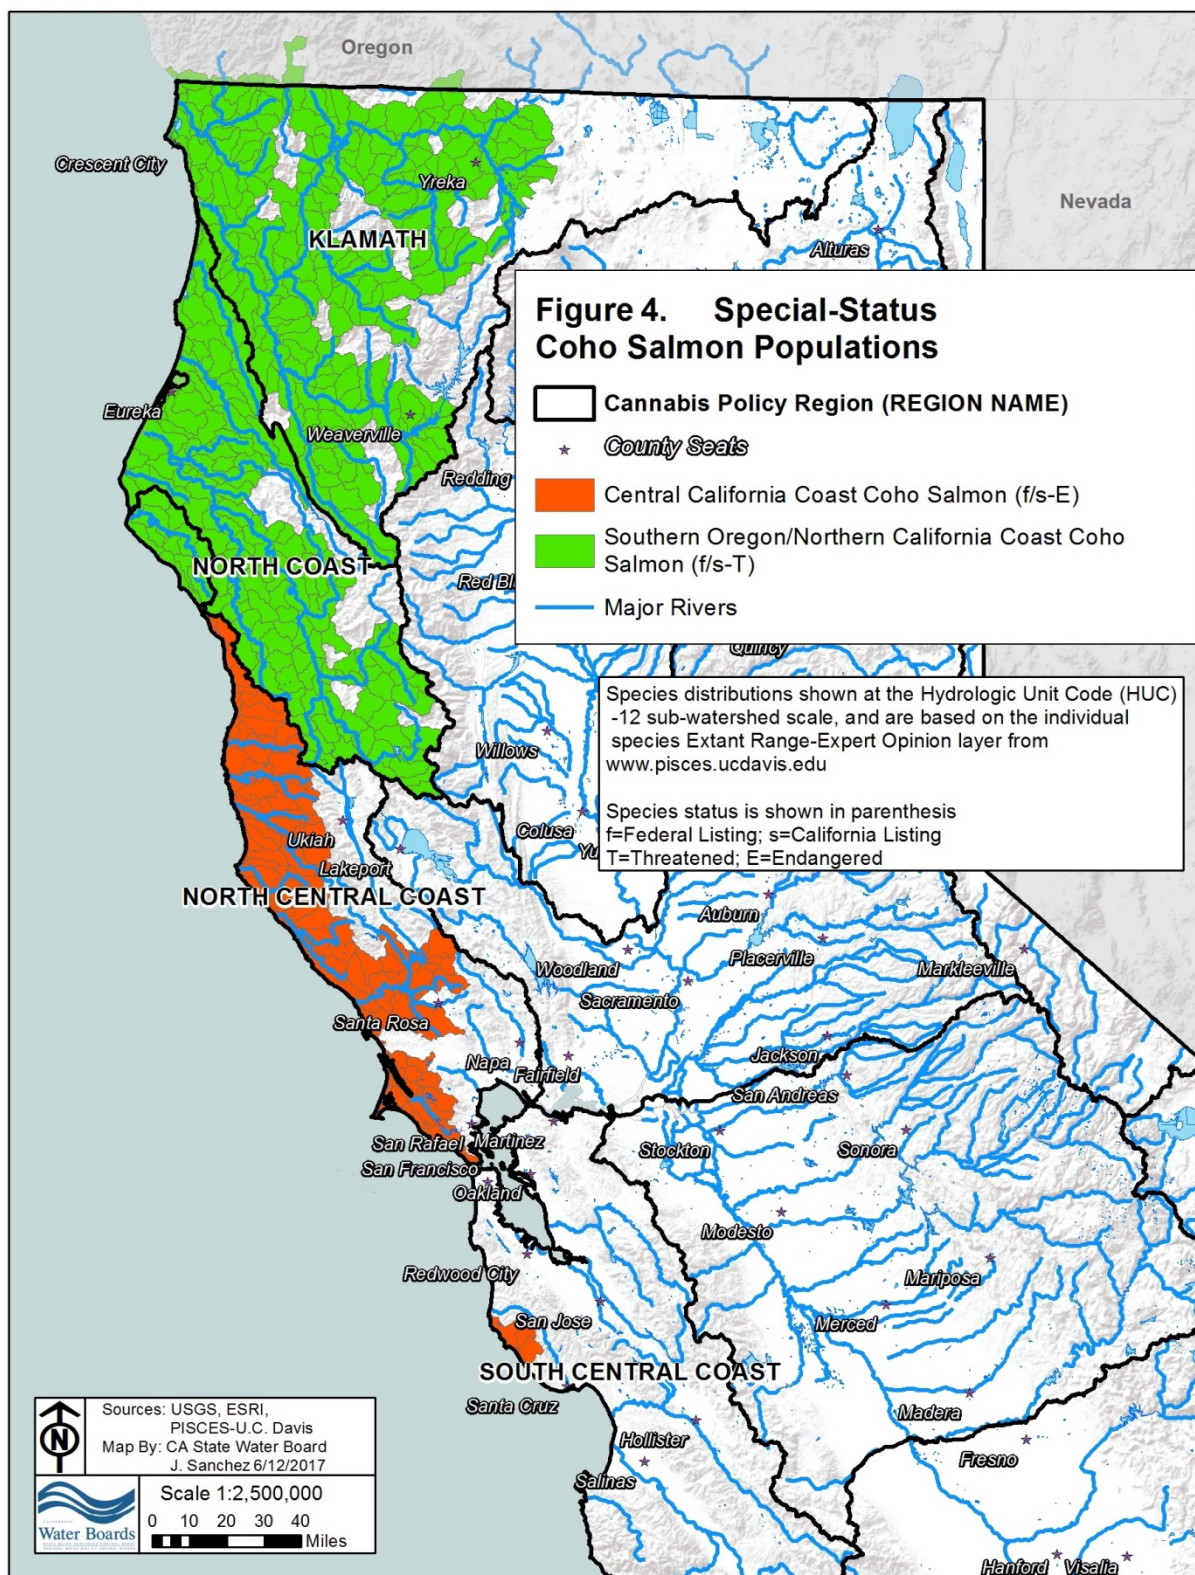 Oregon
Nevada
Crescent City
Yreka
KLAMATH
Alturas
Figure 4. Special-Status
Coho Salmon Populations
Cannabis Policy Region (REGION NAME)
County Seats
Central California Coast Coho Salmon (f/s-E)
Southern Oregon/Northern California Coast Coho
Salmon (f/s-T)
Major Rivers
Eureka
Weaverville
Redding
NORTH COAST
Red Bl
Quincy
Species distributions shown at the Hydrologic Unit Code (HUC)
-12 sub-watershed scale, and are based on the individual
species Extant Range-Expert Opinion layer from
www.pisces.ucdavis.edu
Species status is shown in parenthesis
f=Federal Listing; s=California Listing
T=Threatened; E=Endangered
Willows
Colusa
Yu
Ukiah
Lakeport
NORTH CENTRAL COAST
Auburn
Woodland
Placerville
Markleeville
Sacramento
Santa Rosa
Napa
Fairfield
Jackson
San Andreas
San Rafael
Martinez
Stockton
Sonora
San Francisco
Oakland
Modesto
Redwood City
Mariposa
San Jose
Merced
SOUTH CENTRAL COAST
Santa Cruz
Madera
Hollister
Fresno
Salinas
Hanford
Visalia
N
Sources: USGS, ESRI,
PISCES-U.C. Davis
Map By: CA State Water Board
J. Sanchez 6/12/2017
CALIFORNIA
Water Boards
Scale 1:2,500,000
0 5 10 20 30 40
Miles